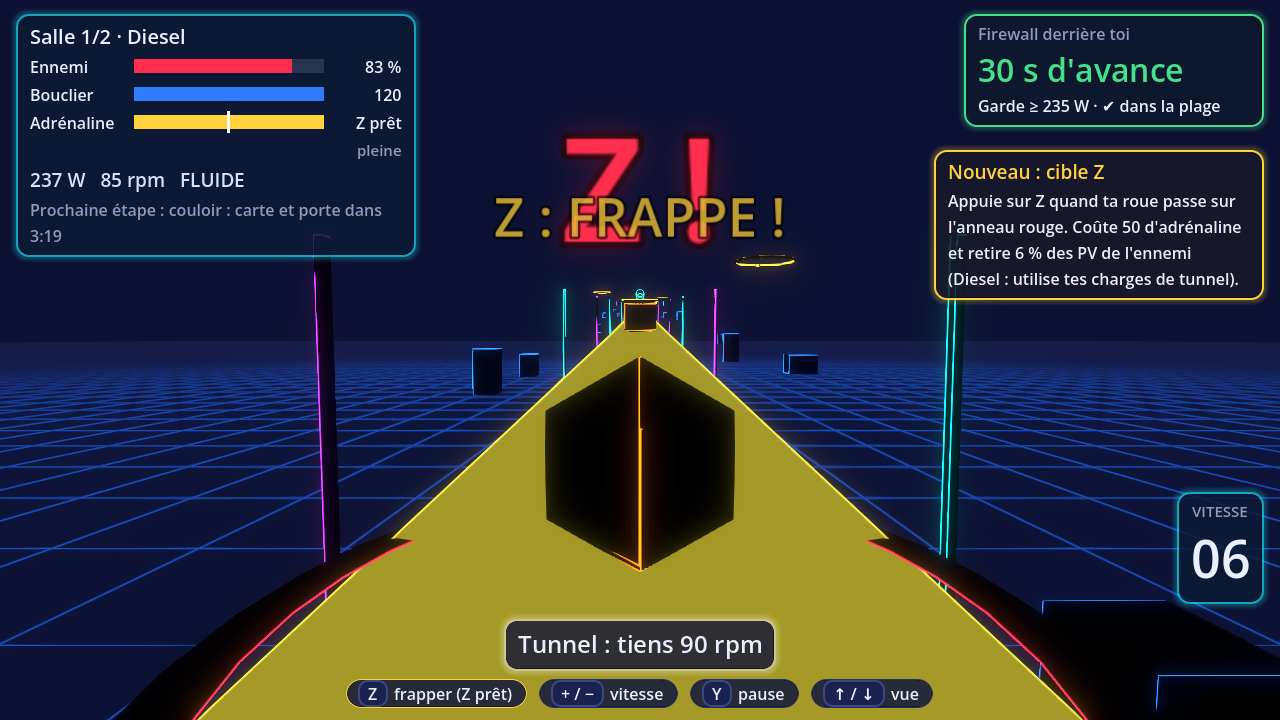 Salle 1/2 · Diesel
Ennemi 83 %
Bouclier 120
Adrénaline Z prêt
pleine
237 W 85 rpm FLUIDE
Prochaine étape : couloir : carte et porte dans
3:19
Firewall derrière toi
30 s d'avance
Garde ≥ 235 W · ✔ dans la plage
Nouveau : cible Z
Appuie sur Z quand ta roue passe sur
l'anneau rouge. Coûte 50 d'adrénaline
et retire 6 % des PV de l'ennemi
(Diesel : utilise tes charges de tunnel).
Z !
Z : FRAPPE !
VITESSE
06
Tunnel : tiens 90 rpm
Z frapper (Z prêt) + / − vitesse Y pause ↑ / ↓ vue